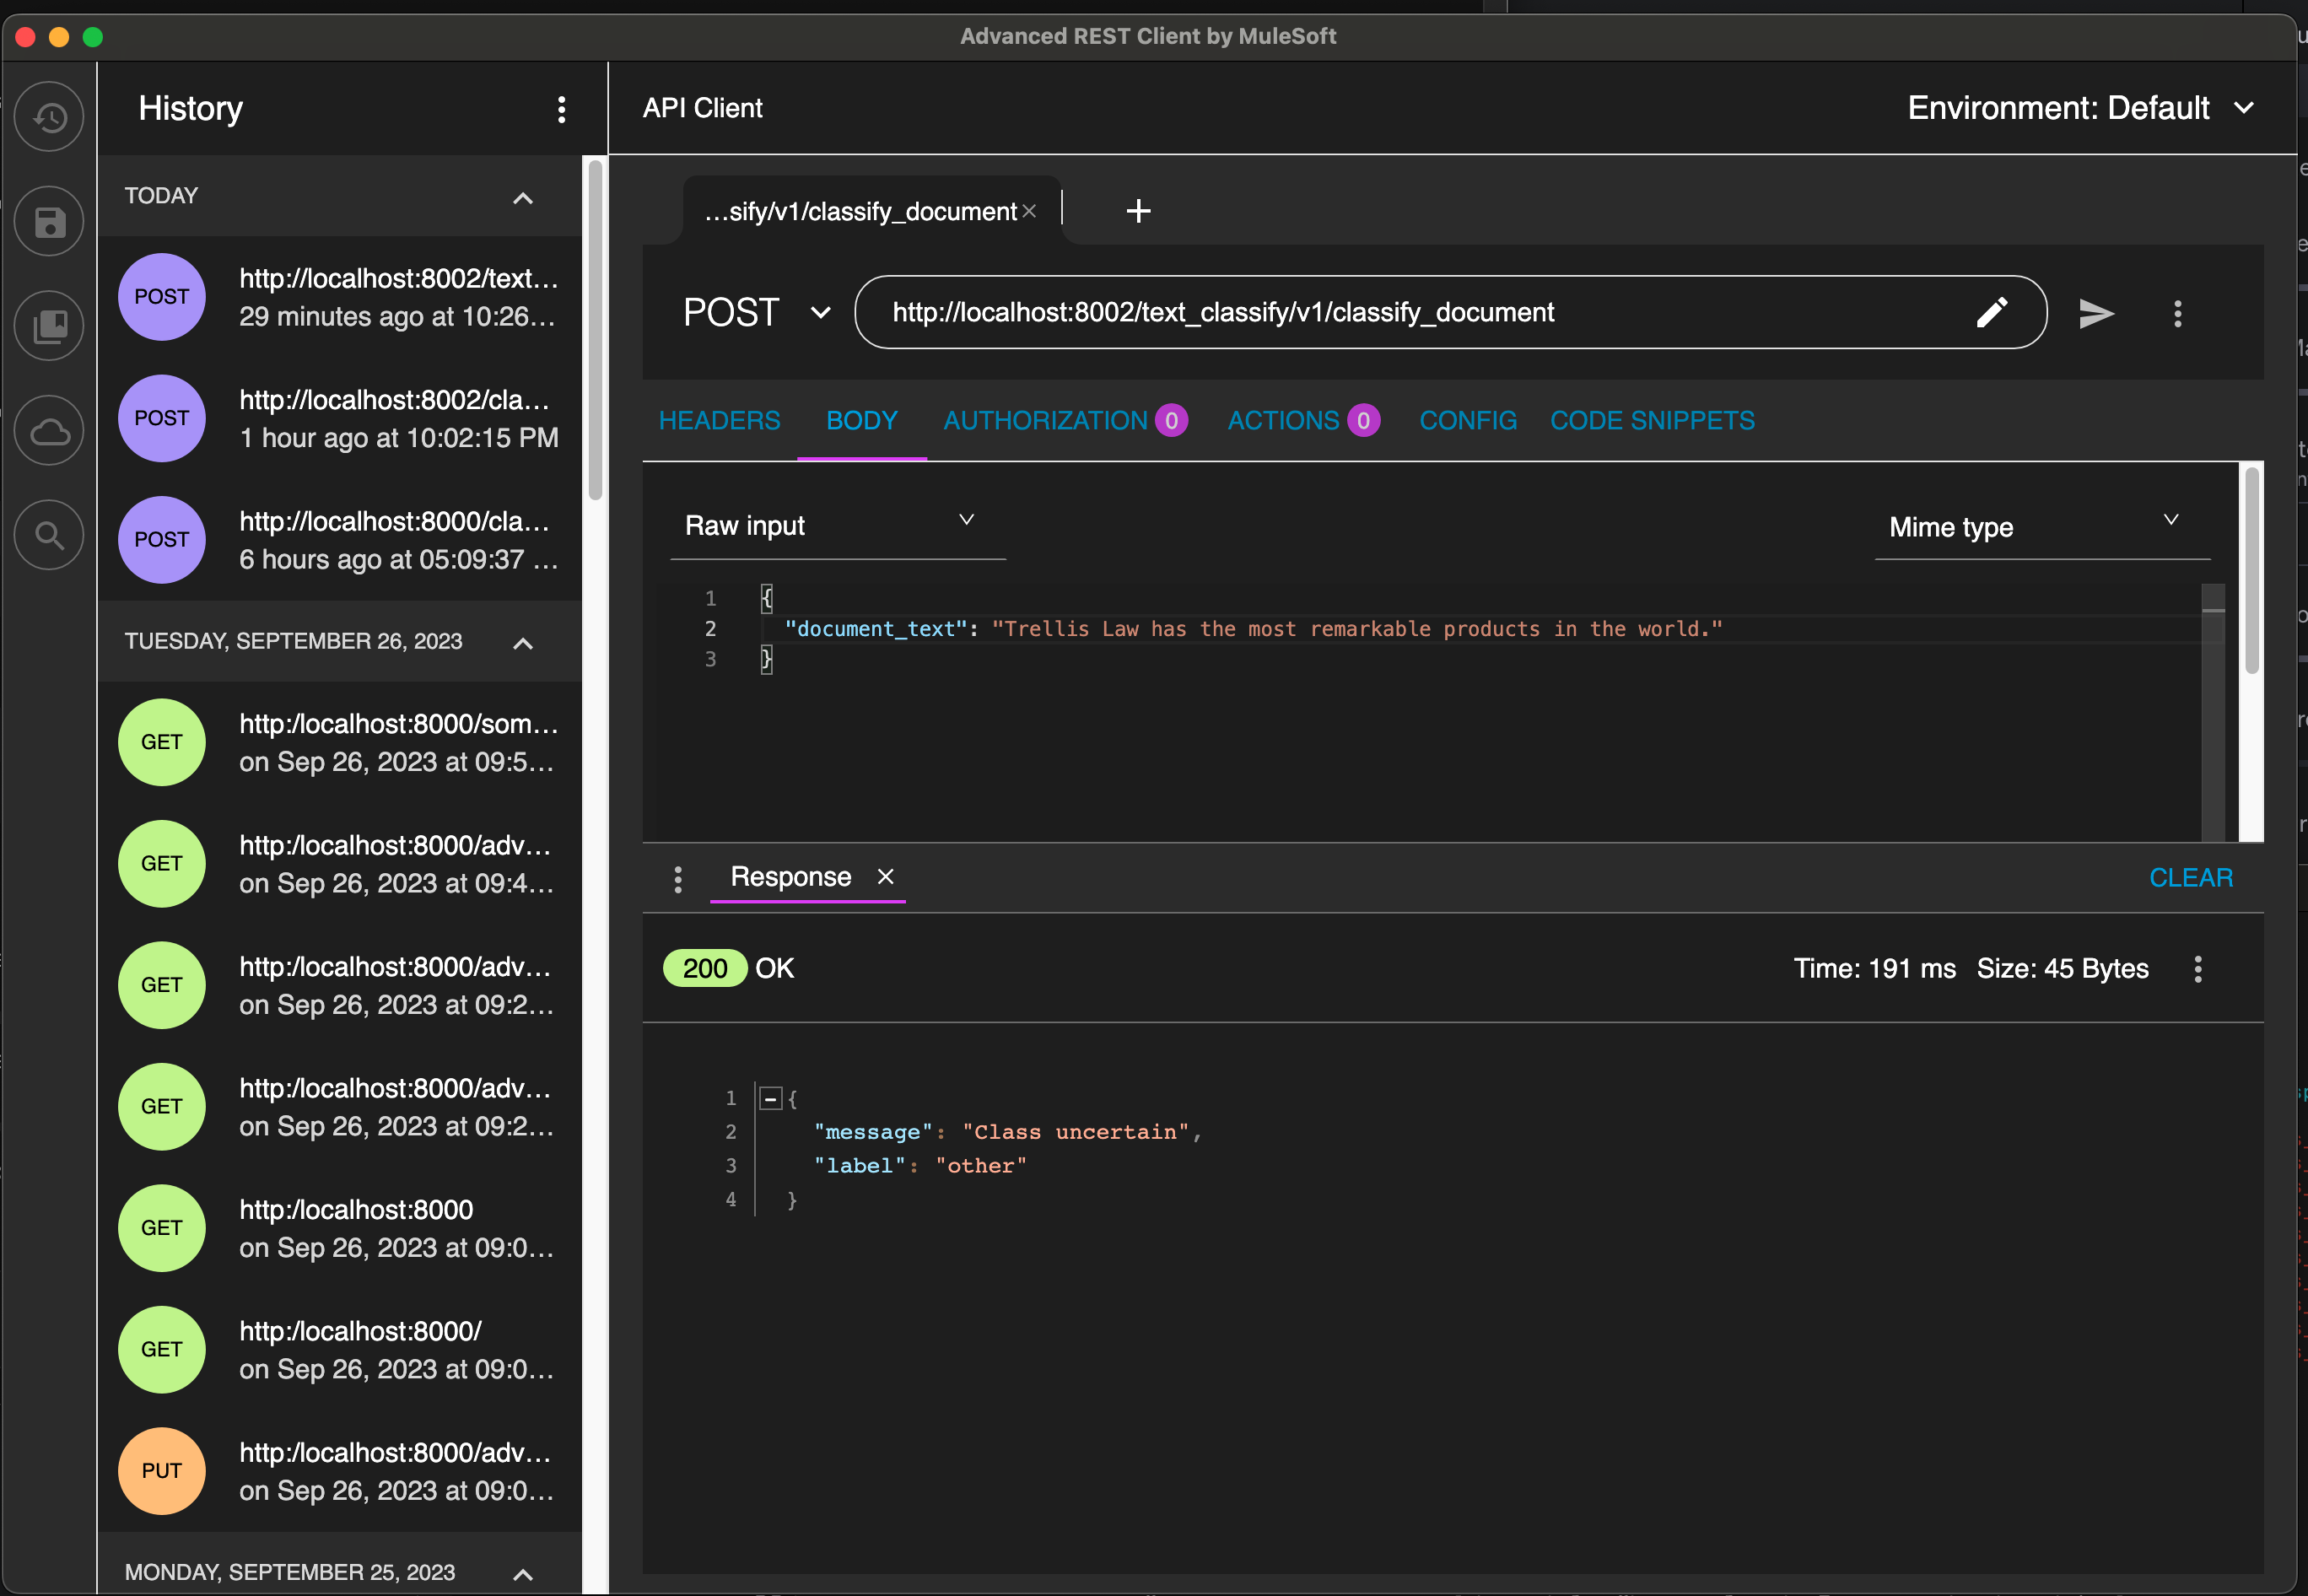 Advanced REST Client by MuleSoft
History
API Client
Environment: Default
TODAY
POST
http://localhost:8002/text...
29 minutes ago at 10:26...
POST
http://localhost:8002/cla...
1 hour ago at 10:02:15 PM
POST
http://localhost:8000/cla...
6 hours ago at 05:09:37 ...
TUESDAY, SEPTEMBER 26, 2023
GET
http:/localhost:8000/som...
on Sep 26, 2023 at 09:5...
GET
http:/localhost:8000/adv...
on Sep 26, 2023 at 09:4...
GET
http:/localhost:8000/adv...
on Sep 26, 2023 at 09:2...
GET
http:/localhost:8000/adv...
on Sep 26, 2023 at 09:2...
GET
http:/localhost:8000
on Sep 26, 2023 at 09:0...
GET
http:/localhost:8000/
on Sep 26, 2023 at 09:0...
PUT
http:/localhost:8000/adv...
on Sep 26, 2023 at 09:0...
MONDAY, SEPTEMBER 25, 2023
...sify/v1/classify_document
POST
http://localhost:8002/text_classify/v1/classify_document
HEADERS BODY AUTHORIZATION 0 ACTIONS 0 CONFIG CODE SNIPPETS
Raw input
Mime type
1 {
2 "document_text": "Trellis Law has the most remarkable products in the world."
3 }
Response
CLEAR
200 OK
Time: 191 ms Size: 45 Bytes
1 {
2 "message": "Class uncertain",
3 "label": "other"
4 }